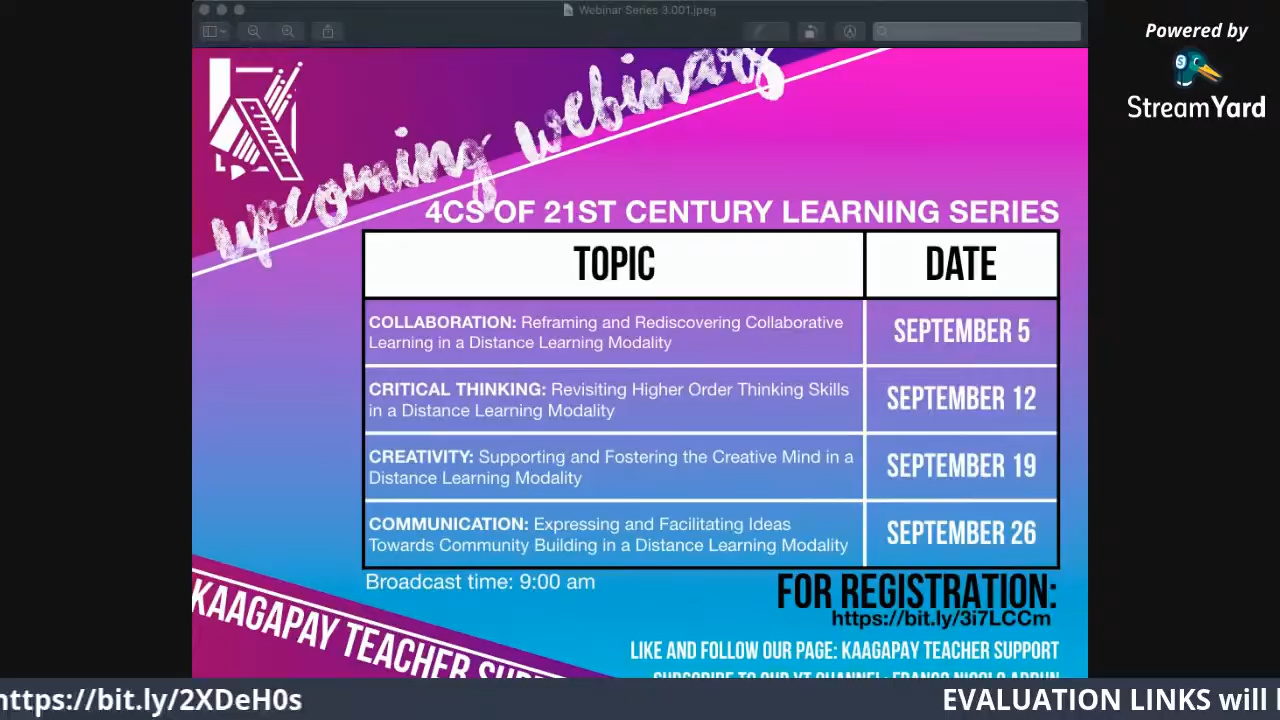 Webinar Series 3.001.jpeg
Powered by
StreamYard
upcoming webinars
4CS OF 21ST CENTURY LEARNING SERIES
TOPIC DATE
COLLABORATION: Reframing and Rediscovering Collaborative
Learning in a Distance Learning Modality
SEPTEMBER 5
CRITICAL THINKING: Revisiting Higher Order Thinking Skills
in a Distance Learning Modality
SEPTEMBER 12
CREATIVITY: Supporting and Fostering the Creative Mind in a
Distance Learning Modality
SEPTEMBER 19
COMMUNICATION: Expressing and Facilitating Ideas
Towards Community Building in a Distance Learning Modality
SEPTEMBER 26
Broadcast time: 9:00 am
FOR REGISTRATION:
https://bit.ly/3i7LCCm
KAAGAPAY TEACHER
LIKE AND FOLLOW OUR PAGE: KAAGAPAY TEACHER SUPPORT
https://bit.ly/2XDeH0s
EVALUATION LINKS will